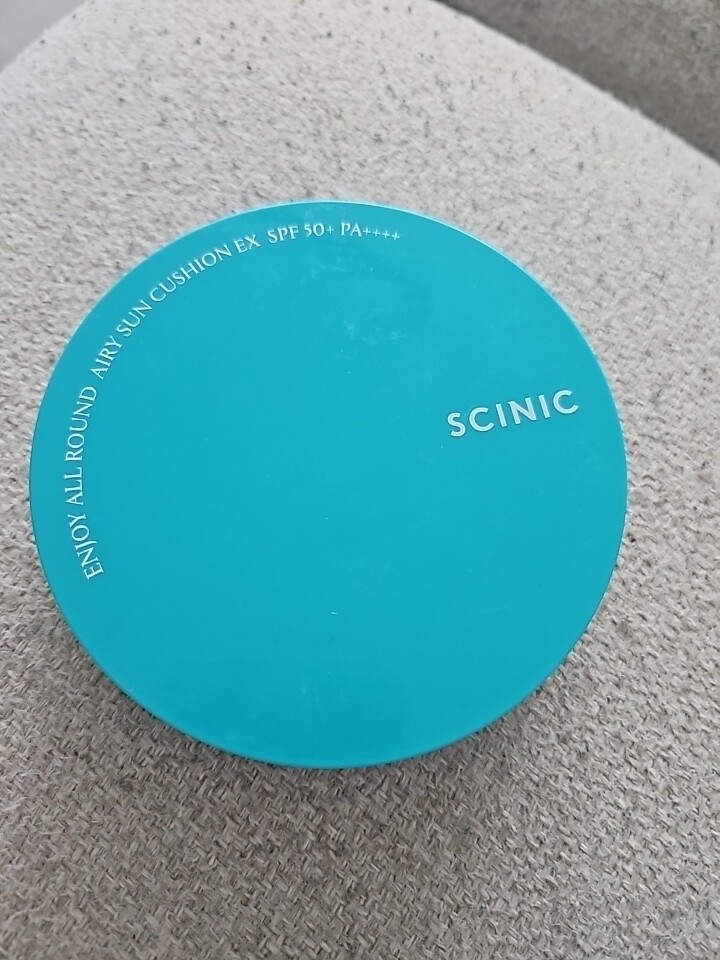 ENJOY ALL ROUND AIRY SUN CUSHION EX SPF 50+ PA++++
SCINIC